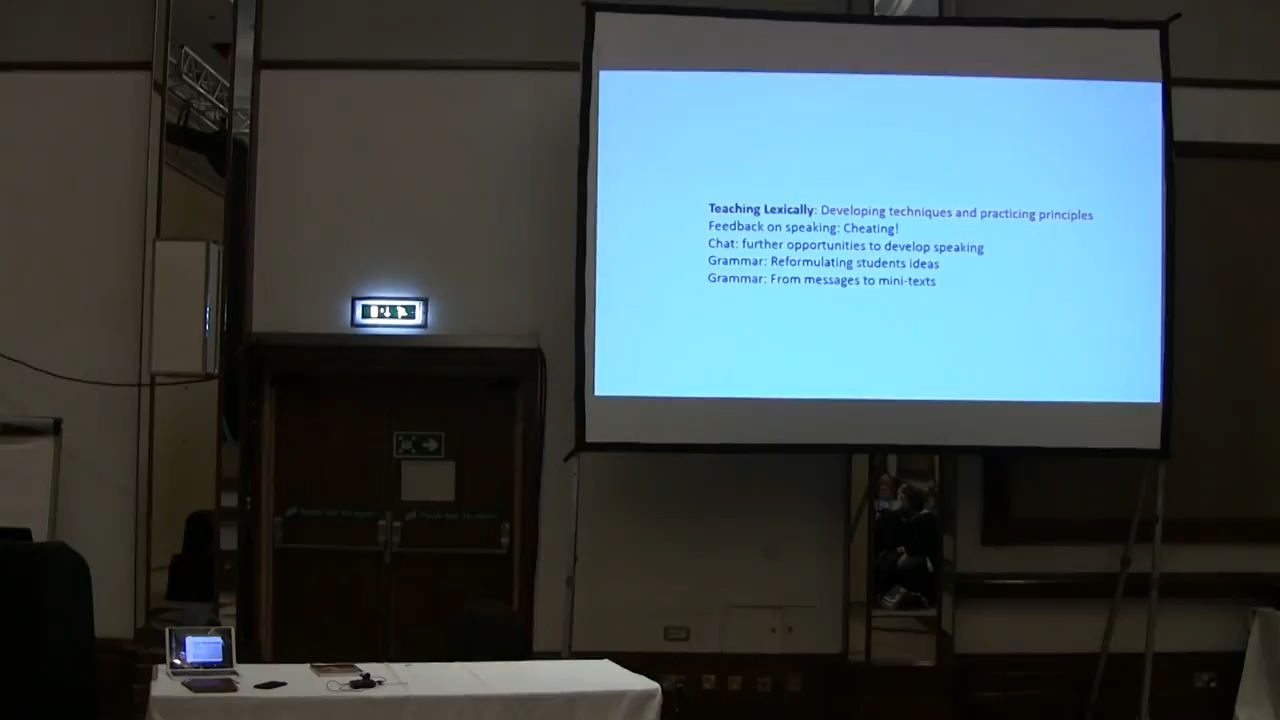 Teaching Lexically: Developing techniques and practicing principles
Feedback on speaking: Cheating!
Chat: further opportunities to develop speaking
Grammar: Reformulating students ideas
Grammar: From messages to mini-texts